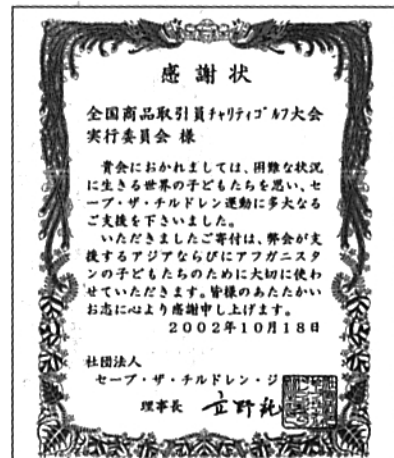 感謝状
全国商品取引員チャリティゴルフ大会
実行委員会 様
貴会におかれましては、困難な状況
に生きる世界の子どもたちを思い、セ
ーブ・ザ・チルドレン運動に多大なる
ご支援を下さいました。
いただきましたご寄付は、弊会が支
援するアジアならびにアフガニスタ
ンの子どもたちのために大切に使わ
せていただきます。皆様のあたたかい
お志に心より感謝申し上げます。
2002年10月18日
社団法人
セーブ・ザ・チルドレン・ジ
理事長 立野純